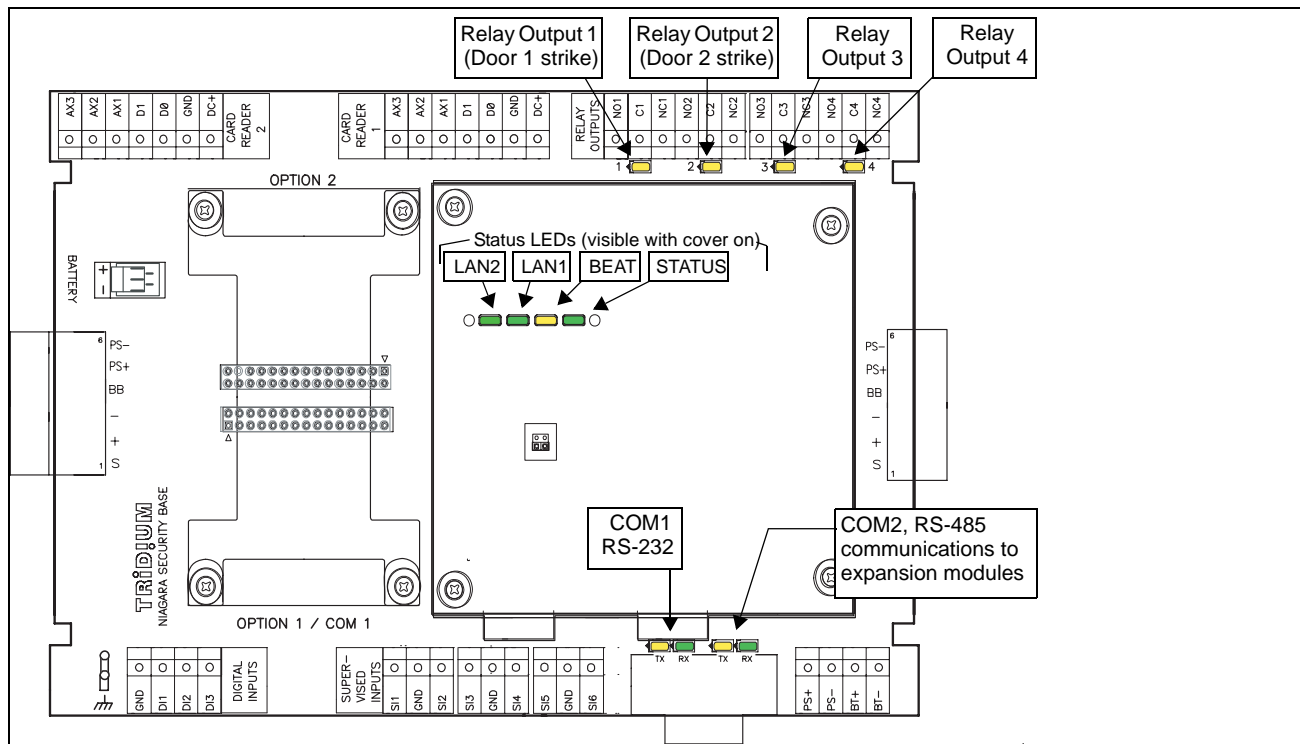 Relay Output 1
(Door 1 strike)
Relay Output 2
(Door 2 strike)
Relay
Output 3
Relay
Output 4
AX3
AX2
AX1
D1
D0
GND
DC+
CARD
READER
2
CARD
READER
1
AX3
AX2
AX1
D1
D0
GND
DC+
RELAY
OUTPUTS
NO1
C1
NC1
NO2
C2
NC2
NO3
C3
NC3
NO4
C4
NC4
1
2
3
4
OPTION 2
Status LEDs (visible with cover on)
LAN2
LAN1
BEAT
STATUS
BATTERY
+
-
6
PS-
PS+
BB
-
+
S
1
PS-
PS+
BB
-
+
S
6
1
TRIDIUM
NIAGARA SECURITY BASE
COM1
RS-232
COM2, RS-485
communications to
expansion modules
OPTION 1 / COM 1
TX
RX
TX
RX
GND
DI1
DI2
DI3
DIGITAL
INPUTS
SUPER-
VISED
INPUTS
SI1
GND
SI2
SI3
GND
SI4
SI5
GND
SI6
PS+
PS-
BT+
BT-